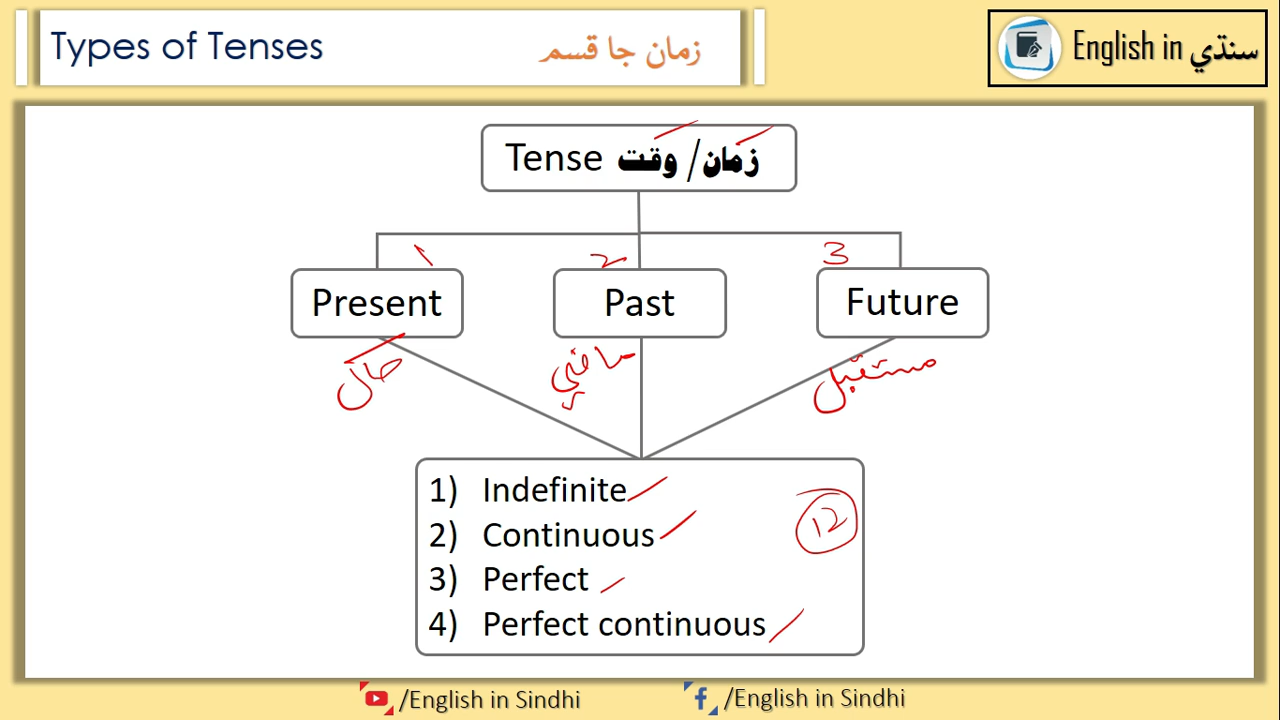 Types of Tenses
زمان جا قسم
English in سنڌي
Tense زمان/ وقت
1
2
3
Present
Past
Future
حال
ماضي
مستقبل
1) Indefinite
2) Continuous
3) Perfect
4) Perfect continuous
12
/English in Sindhi
/English in Sindhi